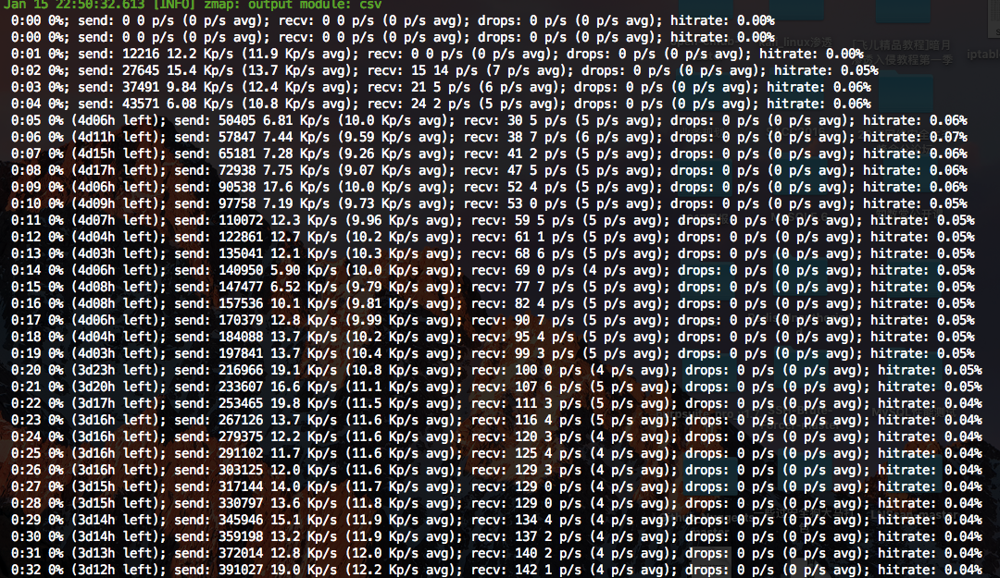 Jan 15 22:50:32.613 [INFO] zmap: output module: csv
0:00 0%; send: 0 0 p/s (0 p/s avg); recv: 0 0 p/s (0 p/s avg); drops: 0 p/s (0 p/s avg); hitrate: 0.00%
0:00 0%; send: 0 0 p/s (0 p/s avg); recv: 0 0 p/s (0 p/s avg); drops: 0 p/s (0 p/s avg); hitrate: 0.00%
0:01 0%; send: 12216 12.2 Kp/s (11.9 Kp/s avg); recv: 0 0 p/s (0 p/s avg); drops: 0 p/s (0 p/s avg); hitrate: 0.00%
0:02 0%; send: 27645 15.4 Kp/s (13.7 Kp/s avg); recv: 15 14 p/s (7 p/s avg); drops: 0 p/s (0 p/s avg); hitrate: 0.05%
0:03 0%; send: 37491 9.84 Kp/s (12.4 Kp/s avg); recv: 21 5 p/s (6 p/s avg); drops: 0 p/s (0 p/s avg); hitrate: 0.06%
0:04 0%; send: 43571 6.08 Kp/s (10.8 Kp/s avg); recv: 24 2 p/s (5 p/s avg); drops: 0 p/s (0 p/s avg); hitrate: 0.06%
0:05 0% (4d06h left); send: 50405 6.81 Kp/s (10.0 Kp/s avg); recv: 30 5 p/s (5 p/s avg); drops: 0 p/s (0 p/s avg); hitrate: 0.06%
0:06 0% (4d11h left); send: 57847 7.44 Kp/s (9.59 Kp/s avg); recv: 38 7 p/s (6 p/s avg); drops: 0 p/s (0 p/s avg); hitrate: 0.07%
0:07 0% (4d15h left); send: 65181 7.28 Kp/s (9.26 Kp/s avg); recv: 41 2 p/s (5 p/s avg); drops: 0 p/s (0 p/s avg); hitrate: 0.06%
0:08 0% (4d17h left); send: 72938 7.75 Kp/s (9.07 Kp/s avg); recv: 47 5 p/s (5 p/s avg); drops: 0 p/s (0 p/s avg); hitrate: 0.06%
0:09 0% (4d06h left); send: 90538 17.6 Kp/s (10.0 Kp/s avg); recv: 52 4 p/s (5 p/s avg); drops: 0 p/s (0 p/s avg); hitrate: 0.06%
0:10 0% (4d09h left); send: 97758 7.19 Kp/s (9.73 Kp/s avg); recv: 53 0 p/s (5 p/s avg); drops: 0 p/s (0 p/s avg); hitrate: 0.05%
0:11 0% (4d07h left); send: 110072 12.3 Kp/s (9.96 Kp/s avg); recv: 59 5 p/s (5 p/s avg); drops: 0 p/s (0 p/s avg); hitrate: 0.05%
0:12 0% (4d04h left); send: 122861 12.7 Kp/s (10.2 Kp/s avg); recv: 61 1 p/s (5 p/s avg); drops: 0 p/s (0 p/s avg); hitrate: 0.05%
0:13 0% (4d03h left); send: 135041 12.1 Kp/s (10.3 Kp/s avg); recv: 68 6 p/s (5 p/s avg); drops: 0 p/s (0 p/s avg); hitrate: 0.05%
0:14 0% (4d06h left); send: 140950 5.90 Kp/s (10.0 Kp/s avg); recv: 69 0 p/s (4 p/s avg); drops: 0 p/s (0 p/s avg); hitrate: 0.05%
0:15 0% (4d08h left); send: 147477 6.52 Kp/s (9.79 Kp/s avg); recv: 77 7 p/s (5 p/s avg); drops: 0 p/s (0 p/s avg); hitrate: 0.05%
0:16 0% (4d08h left); send: 157536 10.1 Kp/s (9.81 Kp/s avg); recv: 82 4 p/s (5 p/s avg); drops: 0 p/s (0 p/s avg); hitrate: 0.05%
0:17 0% (4d06h left); send: 170379 12.8 Kp/s (9.99 Kp/s avg); recv: 90 7 p/s (5 p/s avg); drops: 0 p/s (0 p/s avg); hitrate: 0.05%
0:18 0% (4d04h left); send: 184088 13.7 Kp/s (10.2 Kp/s avg); recv: 95 4 p/s (5 p/s avg); drops: 0 p/s (0 p/s avg); hitrate: 0.05%
0:19 0% (4d03h left); send: 197841 13.7 Kp/s (10.4 Kp/s avg); recv: 99 3 p/s (5 p/s avg); drops: 0 p/s (0 p/s avg); hitrate: 0.05%
0:20 0% (3d23h left); send: 216966 19.1 Kp/s (10.8 Kp/s avg); recv: 100 0 p/s (4 p/s avg); drops: 0 p/s (0 p/s avg); hitrate: 0.05%
0:21 0% (3d20h left); send: 233607 16.6 Kp/s (11.1 Kp/s avg); recv: 107 6 p/s (5 p/s avg); drops: 0 p/s (0 p/s avg); hitrate: 0.05%
0:22 0% (3d17h left); send: 253465 19.8 Kp/s (11.5 Kp/s avg); recv: 111 3 p/s (5 p/s avg); drops: 0 p/s (0 p/s avg); hitrate: 0.04%
0:23 0% (3d16h left); send: 267126 13.7 Kp/s (11.6 Kp/s avg); recv: 116 4 p/s (5 p/s avg); drops: 0 p/s (0 p/s avg); hitrate: 0.04%
0:24 0% (3d16h left); send: 279375 12.2 Kp/s (11.6 Kp/s avg); recv: 120 3 p/s (4 p/s avg); drops: 0 p/s (0 p/s avg); hitrate: 0.04%
0:25 0% (3d16h left); send: 291102 11.7 Kp/s (11.6 Kp/s avg); recv: 125 4 p/s (4 p/s avg); drops: 0 p/s (0 p/s avg); hitrate: 0.04%
0:26 0% (3d16h left); send: 303125 12.0 Kp/s (11.6 Kp/s avg); recv: 129 3 p/s (4 p/s avg); drops: 0 p/s (0 p/s avg); hitrate: 0.04%
0:27 0% (3d15h left); send: 317144 14.0 Kp/s (11.7 Kp/s avg); recv: 129 0 p/s (4 p/s avg); drops: 0 p/s (0 p/s avg); hitrate: 0.04%
0:28 0% (3d15h left); send: 330797 13.6 Kp/s (11.8 Kp/s avg); recv: 129 0 p/s (4 p/s avg); drops: 0 p/s (0 p/s avg); hitrate: 0.04%
0:29 0% (3d14h left); send: 345946 15.1 Kp/s (11.9 Kp/s avg); recv: 134 4 p/s (4 p/s avg); drops: 0 p/s (0 p/s avg); hitrate: 0.04%
0:30 0% (3d14h left); send: 359198 13.2 Kp/s (11.9 Kp/s avg); recv: 137 2 p/s (4 p/s avg); drops: 0 p/s (0 p/s avg); hitrate: 0.04%
0:31 0% (3d13h left); send: 372014 12.8 Kp/s (12.0 Kp/s avg); recv: 140 2 p/s (4 p/s avg); drops: 0 p/s (0 p/s avg); hitrate: 0.04%
0:32 0% (3d12h left); send: 391027 19.0 Kp/s (12.2 Kp/s avg); recv: 142 1 p/s (4 p/s avg); drops: 0 p/s (0 p/s avg); hitrate: 0.04%